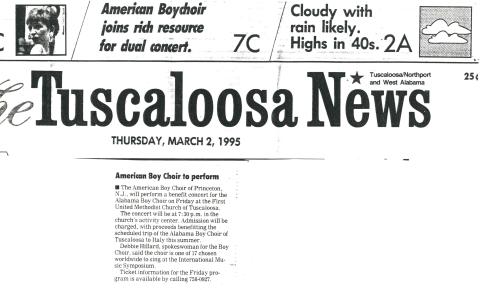 American Boychoir
joins rich resource
for dual concert. 7C
Cloudy with
rain likely.
Highs in 40s. 2A
The Tuscaloosa News
Tuscaloosa/Northport
and West Alabama
25¢
THURSDAY, MARCH 2, 1995
American Boy Choir to perform
■ The American Boy Choir of Princeton,
N.J., will perform a benefit concert for the
Alabama Boy Choir on Friday at the First
United Methodist Church of Tuscaloosa.
The concert will be at 7:30 p.m. in the
church's activity center. Admission will be
charged, with proceeds benefitting the
scheduled trip of the Alabama Boy Choir of
Tuscaloosa to Italy this summer.
Debbie Hillard, spokeswoman for the Boy
Choir, said the choir is one of 17 chosen
worldwide to sing at the International Mu-
sic Symposium.
Ticket information for the Friday pro-
gram is available by calling 758-0927.